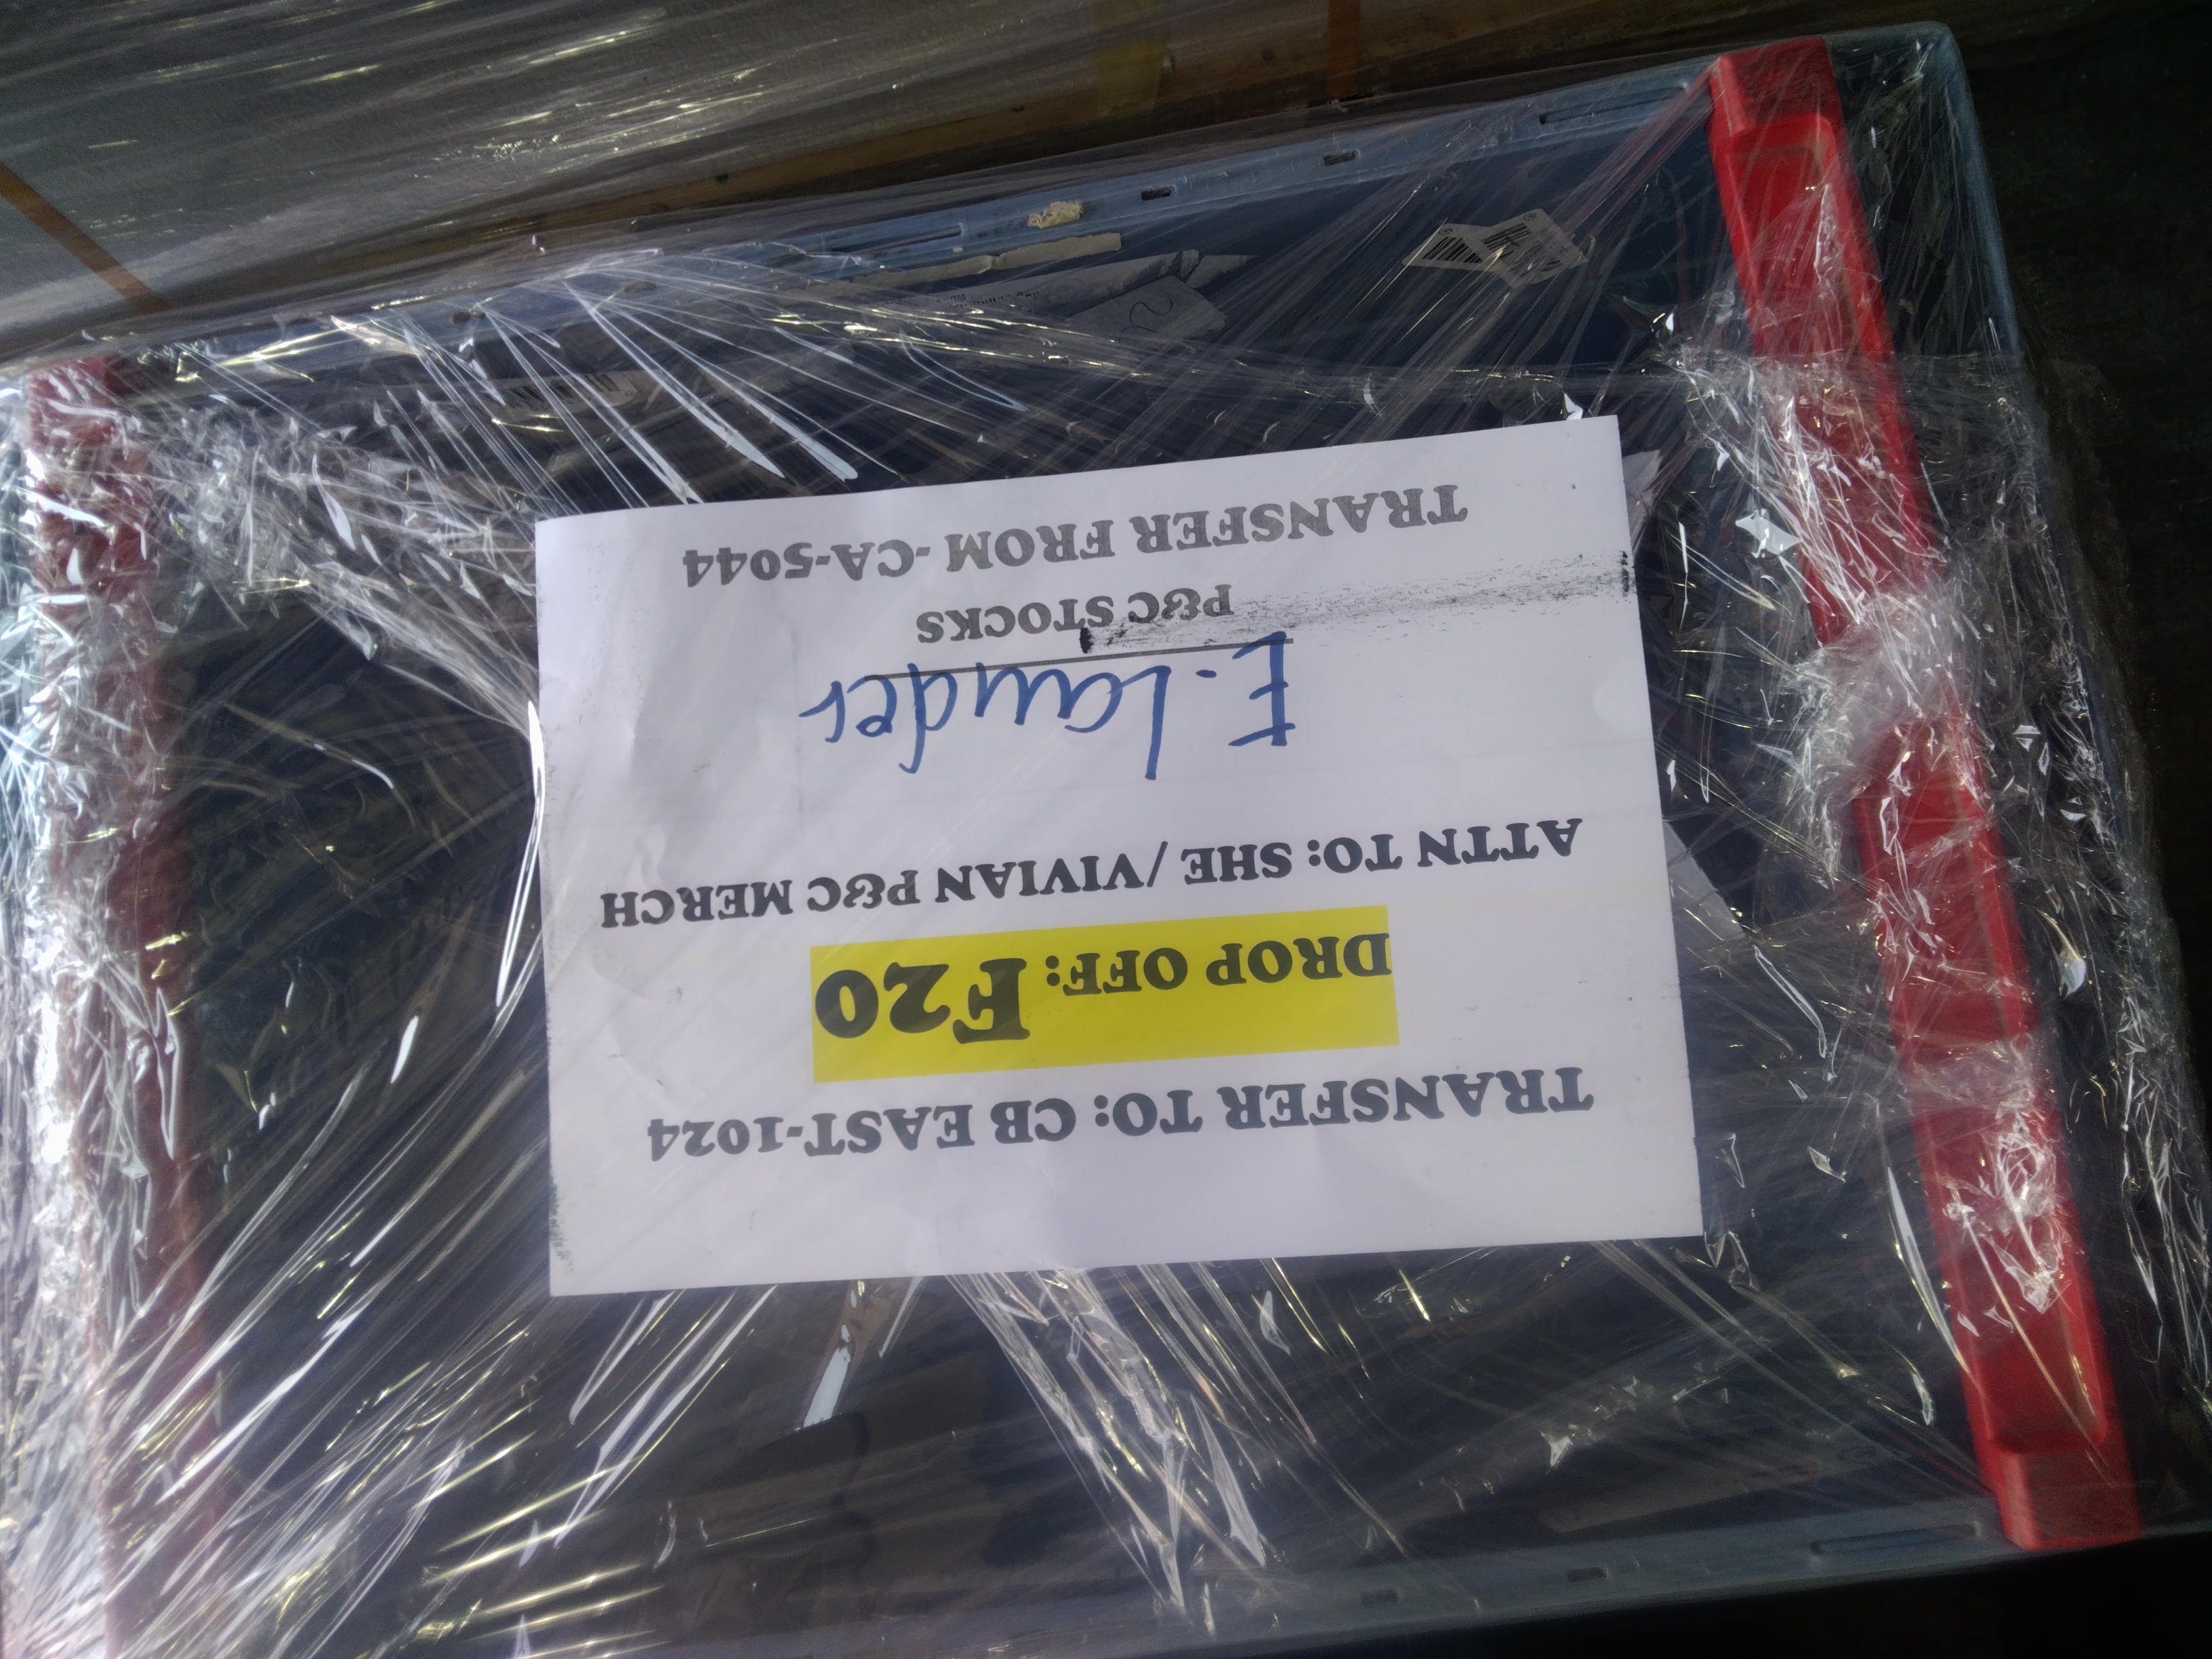 TRANSFER FROM -CA-5044
P&C STOCKS
E. Lauder
ATTN TO: SHE / VIVIAN P&C MERCH
DROP OFF: F20
TRANSFER TO: CB EAST-1024